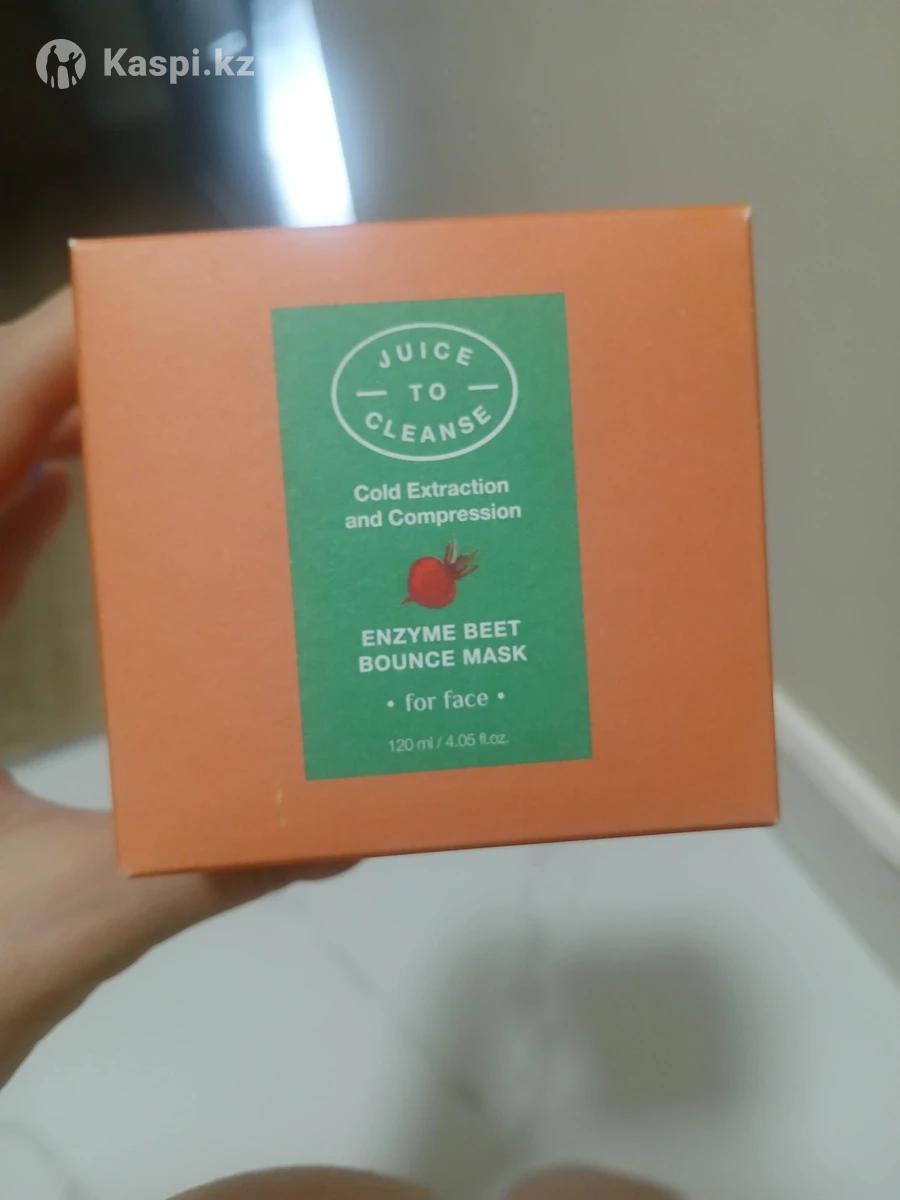 Kaspi.kz
JUICE
TO
CLEANSE
Cold Extraction
and Compression
ENZYME BEET
BOUNCE MASK
• for face •
120 ml / 4.05 fl.oz.